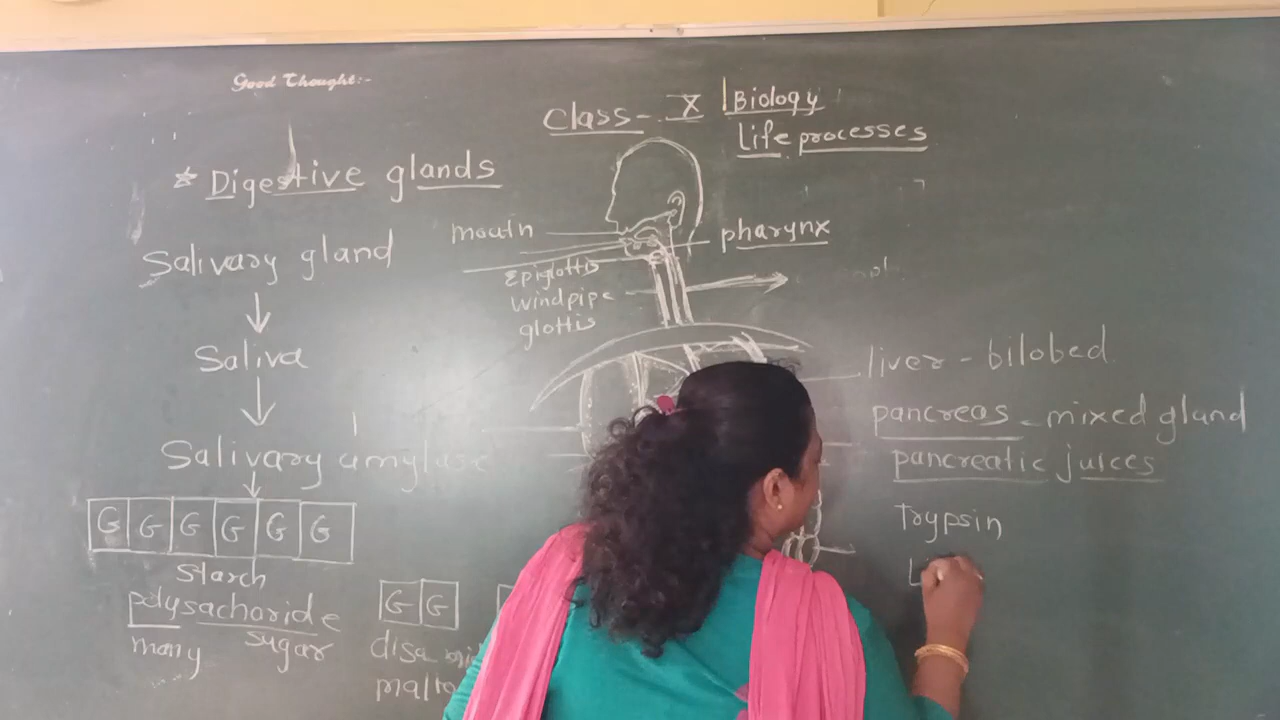 Good Thought:-
Class- X Biology
Life processes
* Digestive glands
Salivary gland
Saliva
Salivary amylase
G G G G G G
Starch
polysacharide
many sugar
G G
mouth
pharynx
Epiglottis
windpipe
glottis
liver - bilobed
pancreas - mixed gland
pancreatic juices
Trypsin
L